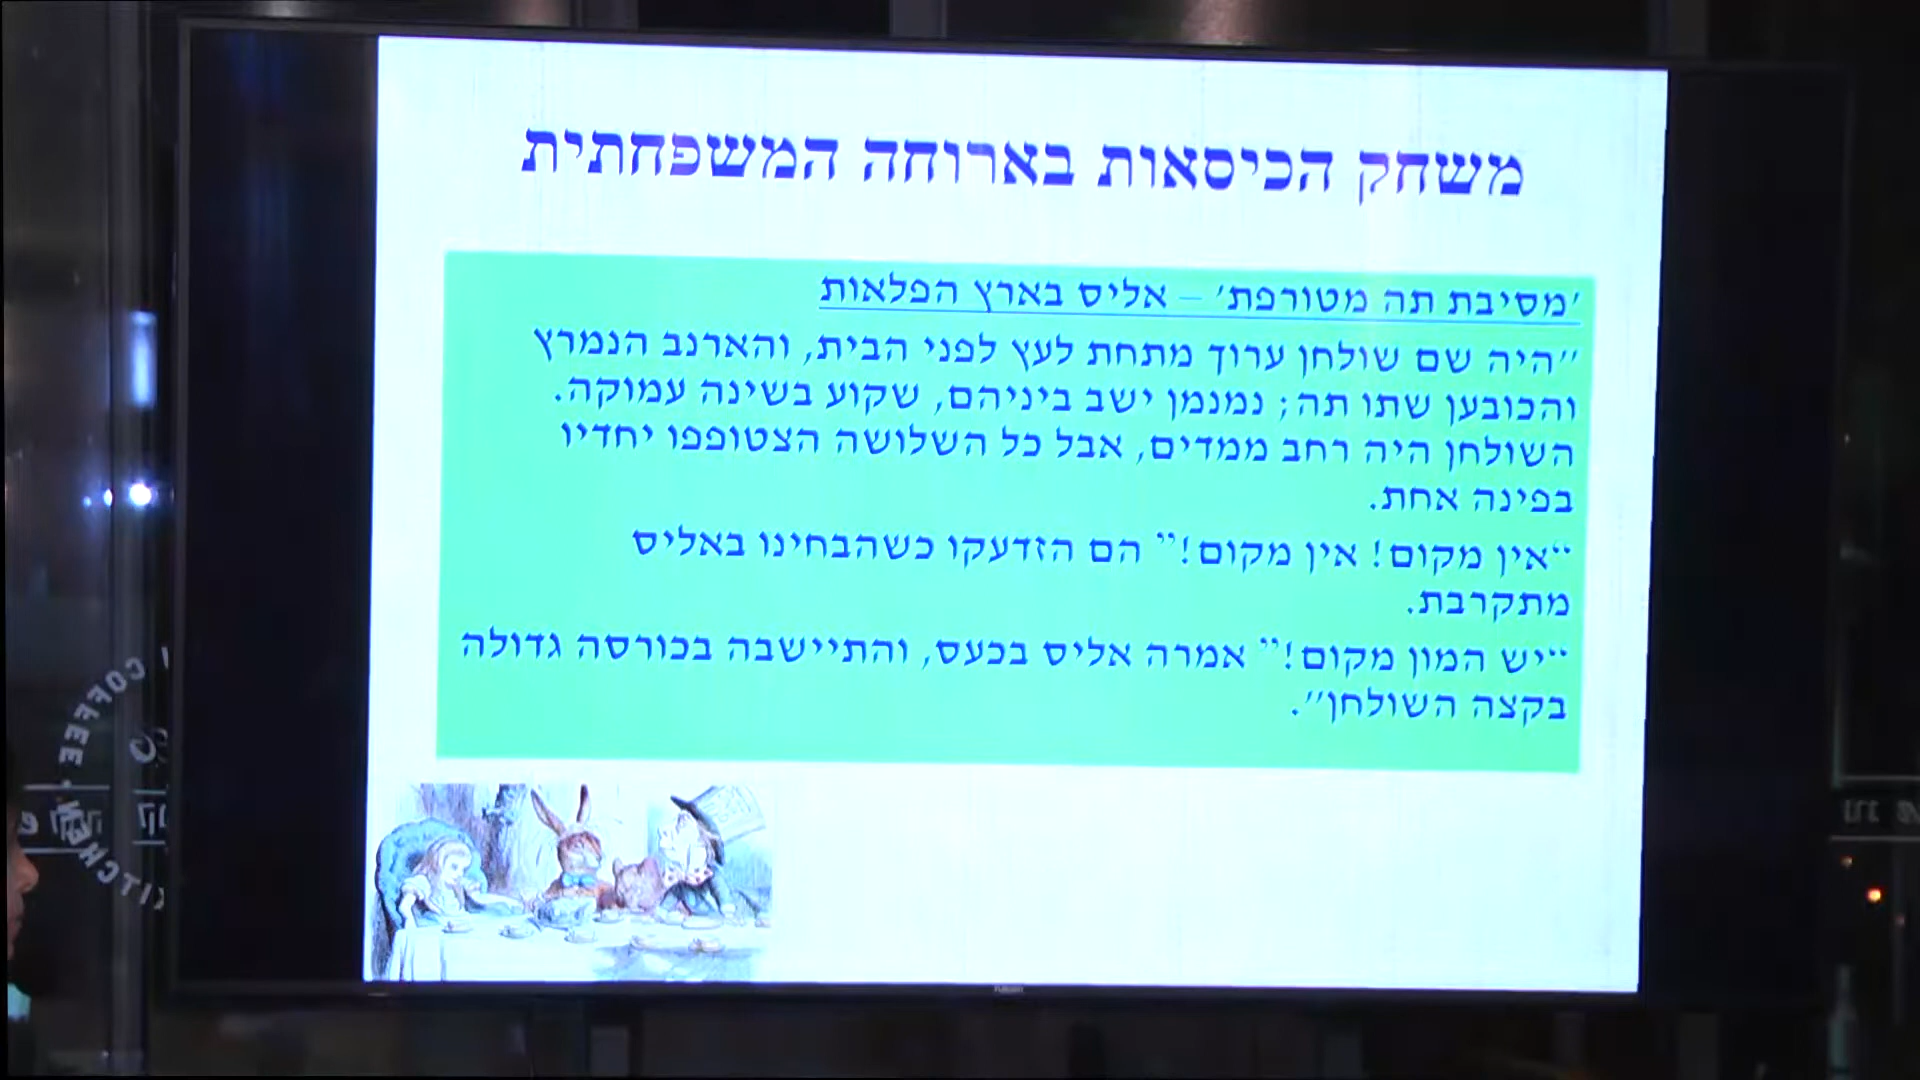 משחק הכיסאות בארוחה המשפחתית
'מסיבת תה מטורפת' – אליס בארץ הפלאות
"היה שם שולחן ערוך מתחת לעץ לפני הבית, והארנב הנמרץ
והכובען שתו תה; נמנמן ישב ביניהם, שקוע בשינה עמוקה.
השולחן היה רחב ממדים, אבל כל השלושה הצטופפו יחדיו
בפינה אחת.
"אין מקום! אין מקום!" הם הזדעקו כשהבחינו באליס
מתקרבת.
"יש המון מקום!" אמרה אליס בכעס, והתיישבה בכורסה גדולה
בקצה השולחן".
COFFEE
KITCHEN